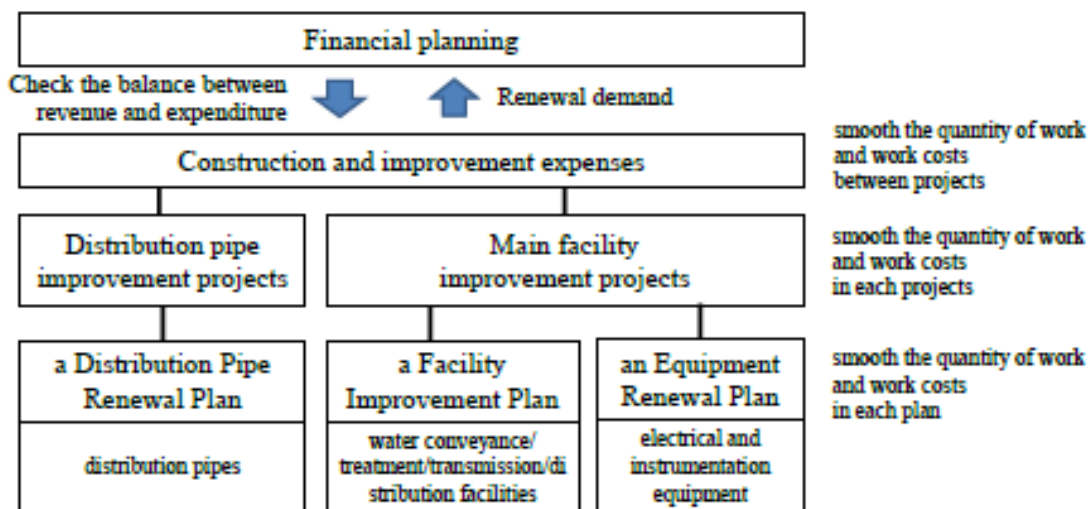 Financial planning
Check the balance between
revenue and expenditure
Renewal demand
Construction and improvement expenses
smooth the quantity of work
and work costs
between projects
Distribution pipe
improvement projects
Main facility
improvement projects
smooth the quantity of work
and work costs
in each projects
a Distribution Pipe
Renewal Plan
a Facility
Improvement Plan
an Equipment
Renewal Plan
smooth the quantity of work
and work costs
in each plan
distribution pipes
water conveyance/
treatment/transmission/di
stribution facilities
electrical and
instrumentation
equipment